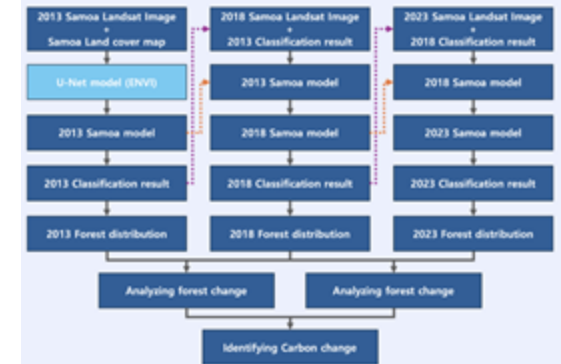 2013 Samoa Landsat Image
+
Samoa Land cover map
U-Net model (ENVI)
2013 Samoa model
2013 Classification result
2013 Forest distribution
2018 Samoa Landsat Image
+
2013 Classification result
2013 Samoa model
2018 Samoa model
2018 Classification result
2018 Forest distribution
2023 Samoa Landsat Image
+
2018 Classification result
2018 Samoa model
2023 Samoa model
2023 Classification result
2023 Forest distribution
Analyzing forest change
Analyzing forest change
Identifying Carbon change